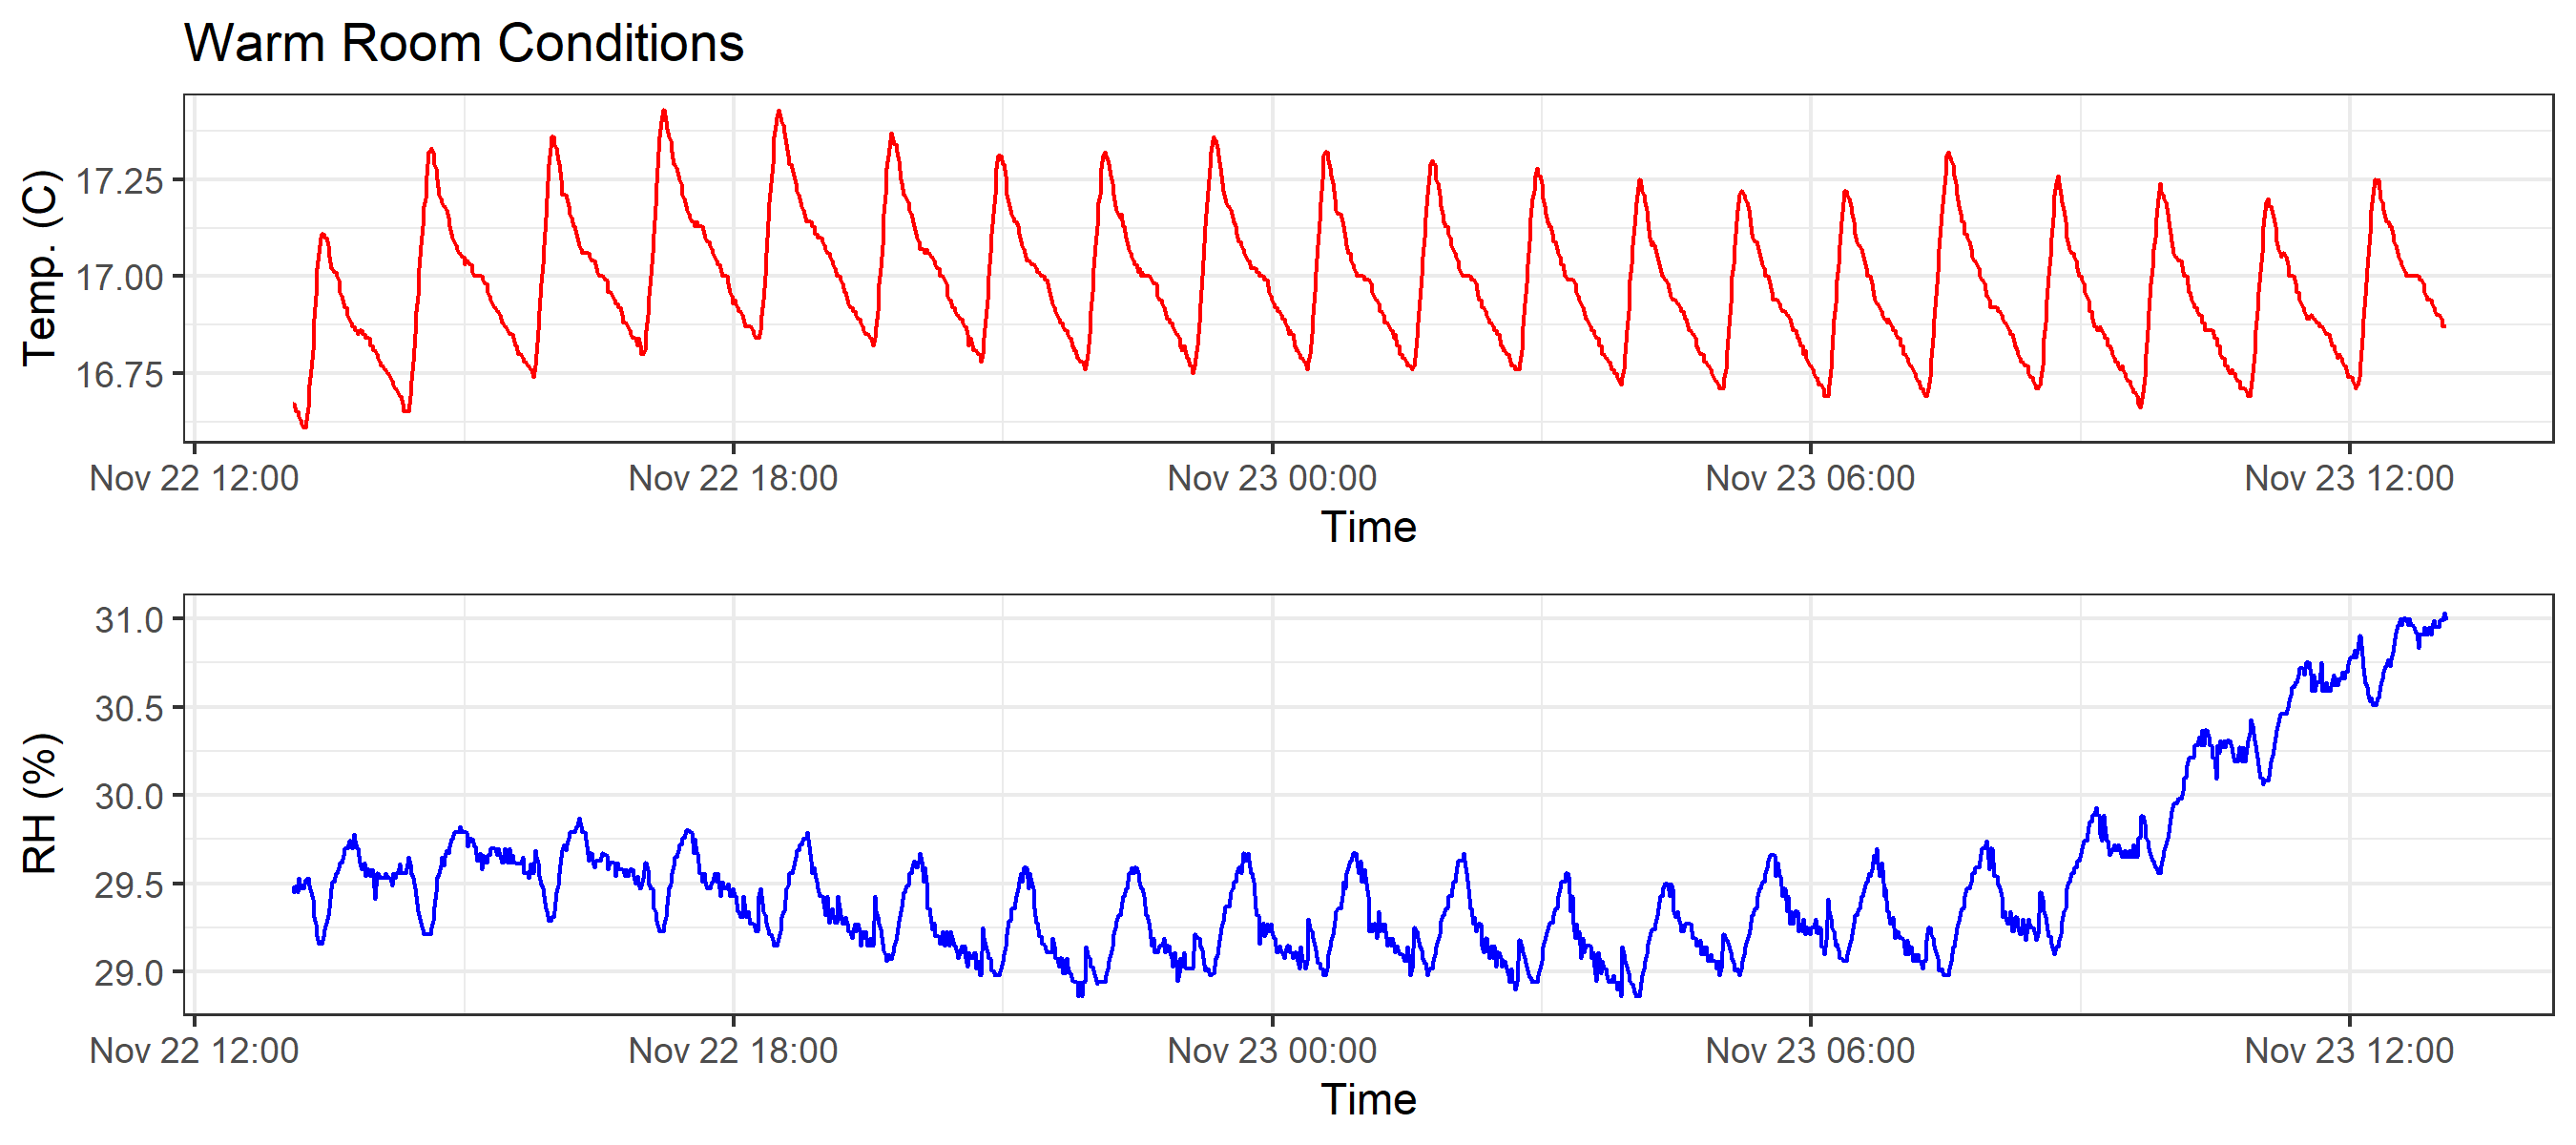 Warm Room Conditions
Temp. (C)
17.25
17.00
16.75
Nov 22 12:00 Nov 22 18:00 Nov 23 00:00 Nov 23 06:00 Nov 23 12:00
Time
RH (%)
31.0
30.5
30.0
29.5
29.0
Nov 22 12:00 Nov 22 18:00 Nov 23 00:00 Nov 23 06:00 Nov 23 12:00
Time